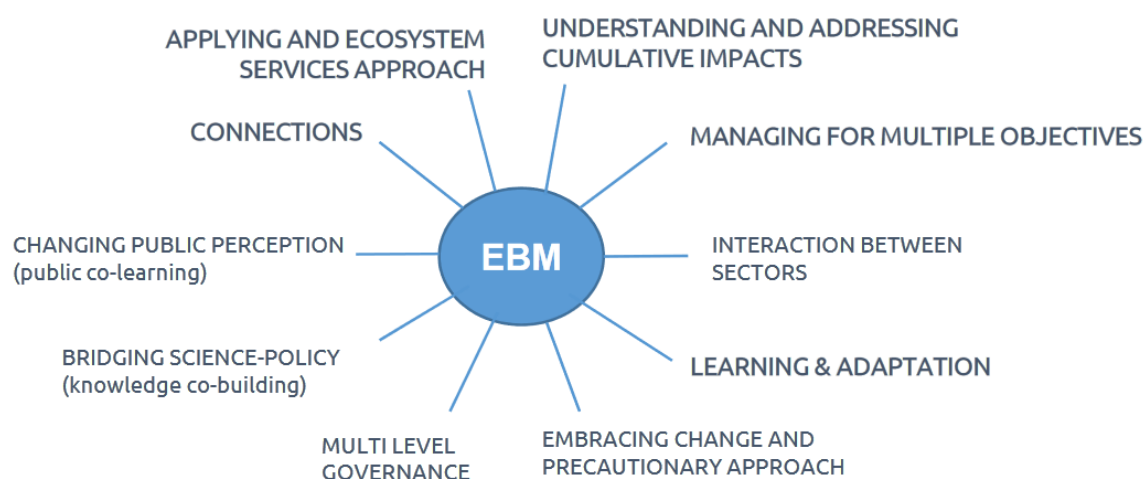 APPLYING AND ECOSYSTEM
SERVICES APPROACH
UNDERSTANDING AND ADDRESSING
CUMULATIVE IMPACTS
CONNECTIONS
MANAGING FOR MULTIPLE OBJECTIVES
CHANGING PUBLIC PERCEPTION
(public co-learning)
EBM
INTERACTION BETWEEN
SECTORS
BRIDGING SCIENCE-POLICY
(knowledge co-building)
LEARNING & ADAPTATION
MULTI LEVEL
GOVERNANCE
EMBRACING CHANGE AND
PRECAUTIONARY APPROACH